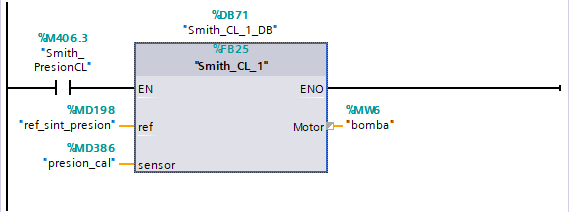 %DB71
"Smith_CL_1_DB"
%M406.3
"Smith_
PresionCL"
%FB25
"Smith_CL_1"
EN
ENO
%MD198
"ref_sint_presion"
ref
Motor
%MW6
"bomba"
%MD386
"presion_cal"
sensor